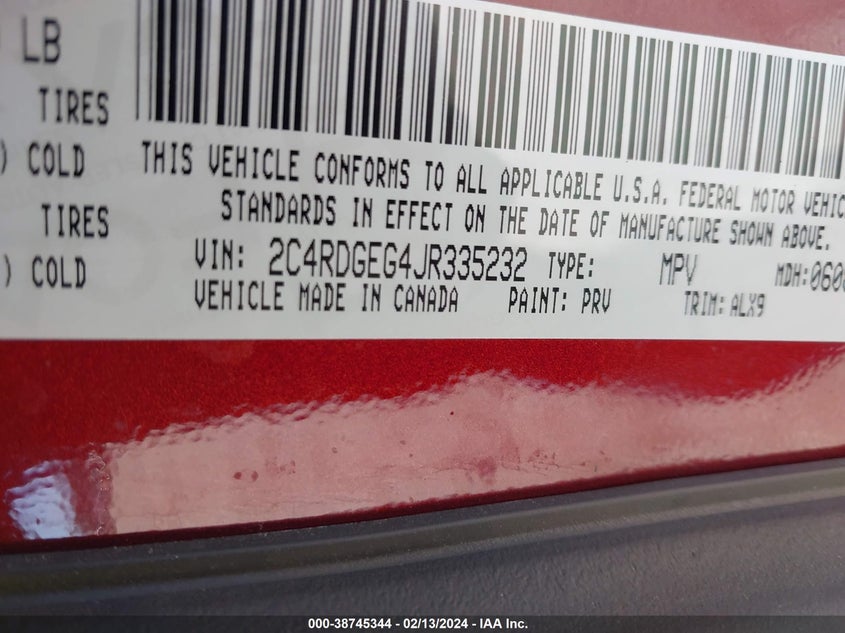 LB
TIRES
) COLD
TIRES
) COLD
THIS VEHICLE CONFORMS TO ALL APPLICABLE U.S.A. FEDERAL MOTOR VEHIC
STANDARDS IN EFFECT ON THE DATE OF MANUFACTURE SHOWN ABOVE.
VIN: 2C4RDGEG4JR335232 TYPE: MPV MDH: 060
VEHICLE MADE IN CANADA PAINT: PRV TRIM: ALX9
000-38745344 — 02/13/2024 — IAA Inc.